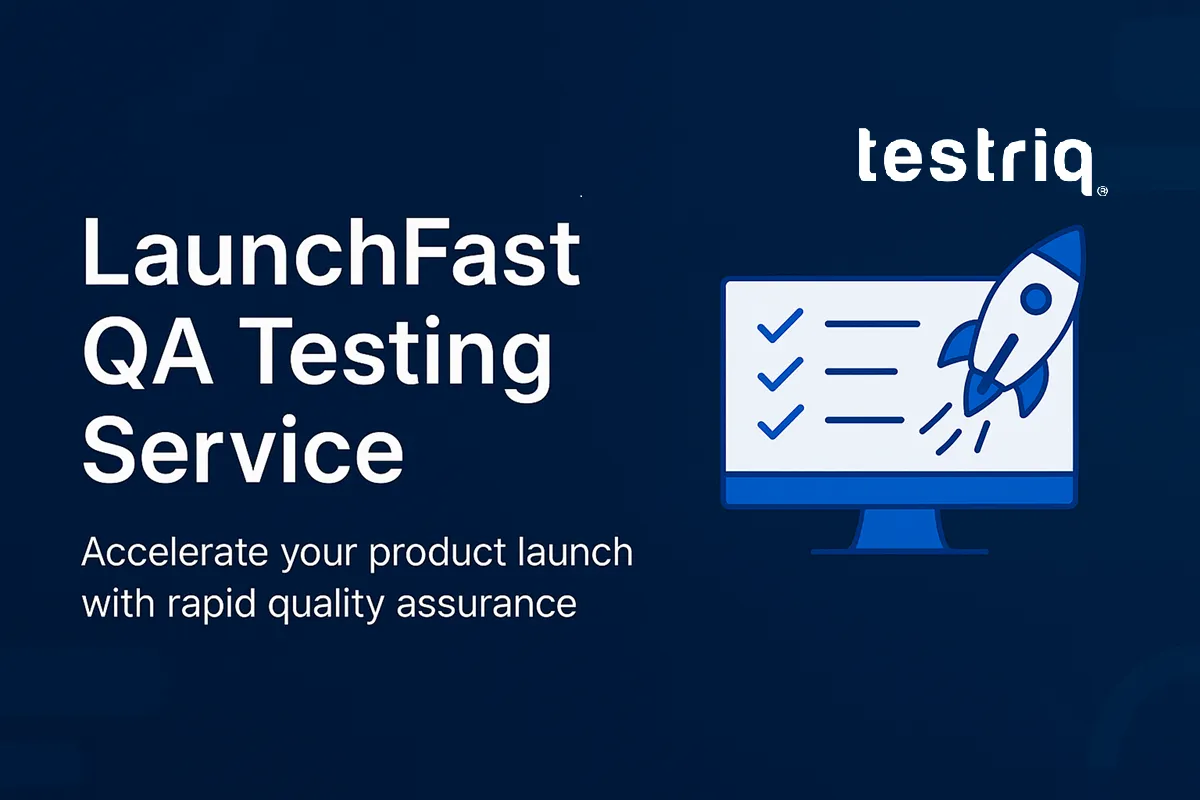 testriq®
LaunchFast
QA Testing
Service
Accelerate your product launch
with rapid quality assurance